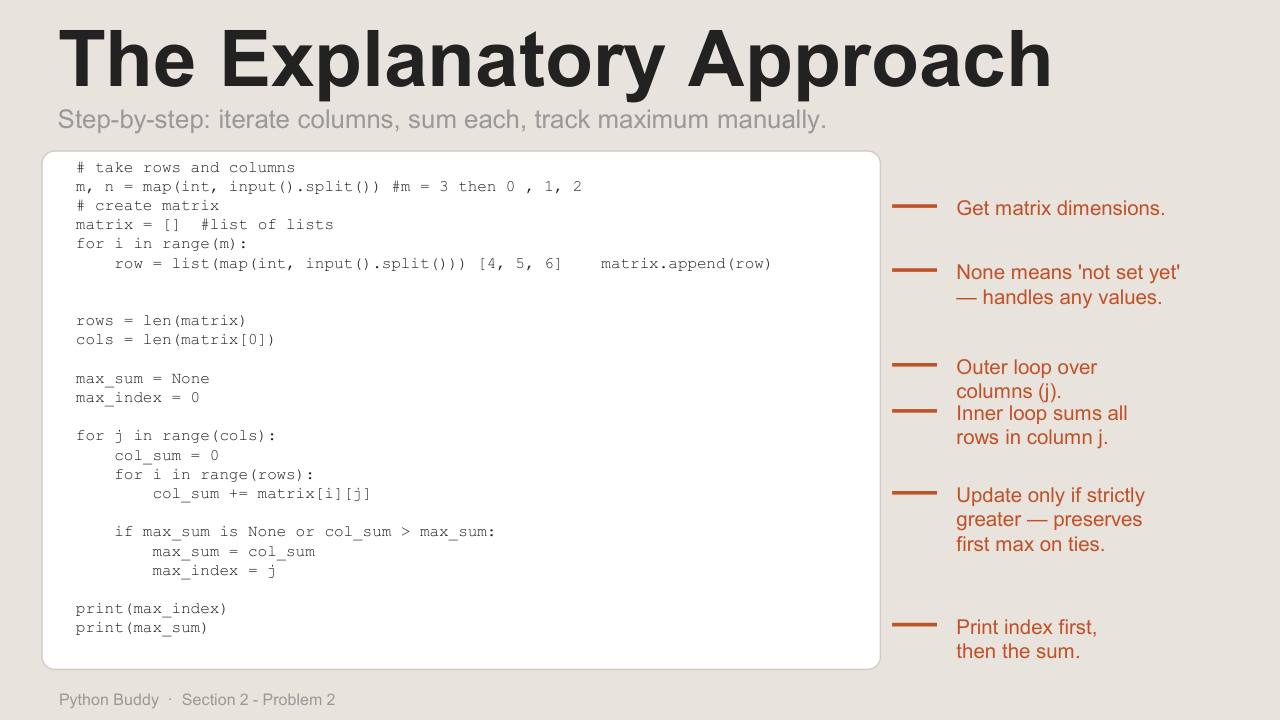 The Explanatory Approach
Step-by-step: iterate columns, sum each, track maximum manually.
# take rows and columns
m, n = map(int, input().split()) #m = 3 then 0 , 1, 2
# create matrix
matrix = []  #list of lists
for i in range(m):
    row = list(map(int, input().split())) [4, 5, 6]    matrix.append(row)
rows = len(matrix)
cols = len(matrix[0])
max_sum = None
max_index = 0
for j in range(cols):
    col_sum = 0
    for i in range(rows):
        col_sum += matrix[i][j]
    if max_sum is None or col_sum > max_sum:
        max_sum = col_sum
        max_index = j
print(max_index)
print(max_sum)
Get matrix dimensions.
None means 'not set yet'
— handles any values.
Outer loop over
columns (j).
Inner loop sums all
rows in column j.
Update only if strictly
greater — preserves
first max on ties.
Print index first,
then the sum.
Python Buddy · Section 2 - Problem 2